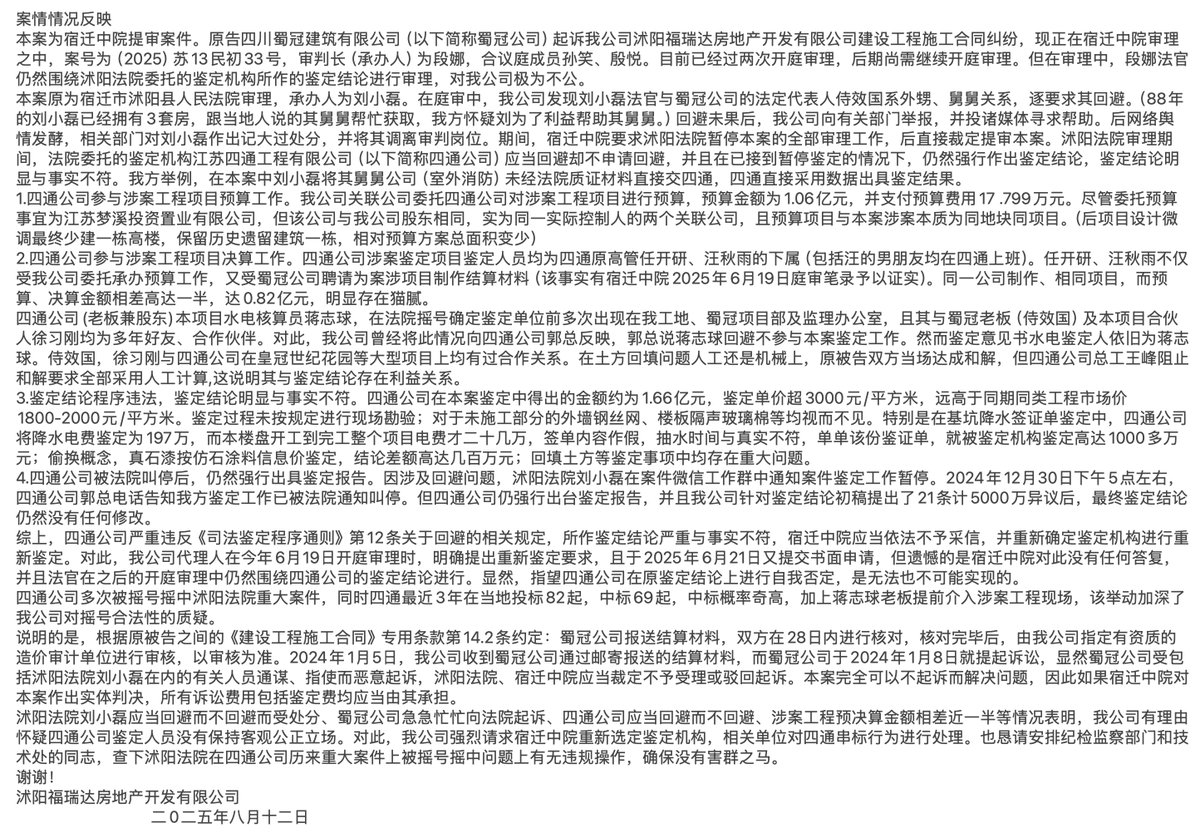 案情情况反映
本案为宿迁中院提审案件。原告四川蜀冠建筑有限公司（以下简称蜀冠公司）起诉我公司沭阳福瑞达房地产开发有限公司建设工程施工合同纠纷，现正在宿迁中院审理
之中，案号为（2025）苏13民初33号，审判长（承办人）为段娜，合议庭成员孙笑、殷悦。目前已经过两次开庭审理，后期尚需继续开庭审理。但在审理中，段娜法官
仍然围绕沭阳法院委托的鉴定机构所作的鉴定结论进行审理，对我公司极为不公。
本案原为宿迁市沭阳县人民法院审理，承办人为刘小磊。在庭审中，我公司发现刘小磊法官与蜀冠公司的法定代表人侍效国系外甥、舅舅关系，逐要求其回避。（88年
的刘小磊已经拥有3套房，跟当地人说的其舅舅帮忙获取，我方怀疑刘为了利益帮助其舅舅。）回避未果后，我公司向有关部门举报，并投诸媒体寻求帮助。后网络舆
情发酵，相关部门对刘小磊作出记大过处分，并将其调离审判岗位。期间，宿迁中院要求沭阳法院暂停本案的全部审理工作，后直接裁定提审本案。沭阳法院审理期
间，法院委托的鉴定机构江苏四通工程有限公司（以下简称四通公司）应当回避却不申请回避，并且在已接到暂停鉴定的情况下，仍然强行作出鉴定结论，鉴定结论明
显与事实不符。我方举例，在本案中刘小磊将其舅舅公司（室外消防）未经法院质证材料直接交四通，四通直接采用数据出具鉴定结果。
1.四通公司参与涉案工程项目预算工作。我公司关联公司委托四通公司对涉案工程项目进行预算，预算金额为1.06亿元，并支付预算费用17 .799万元。尽管委托预算
事宜为江苏梦溪投资置业有限公司，但该公司与我公司股东相同，实为同一实际控制人的两个关联公司，且预算项目与本案涉案本质为同地块同项目。（后项目设计微
调最终少建一栋高楼，保留历史遗留建筑一栋，相对预算方案总面积变少）
2.四通公司参与涉案工程项目决算工作。四通公司涉案鉴定项目鉴定人员均为四通原高管任开研、汪秋雨的下属（包括汪的男朋友均在四通上班）。任开研、汪秋雨不仅
受我公司委托承办预算工作，又受蜀冠公司聘请为案涉项目制作结算材料（该事实有宿迁中院2025年6月19日庭审笔录予以证实）。同一公司制作、相同项目，而预
算、决算金额相差高达一半，达0.82亿元，明显存在猫腻。
四通公司(老板兼股东)本项目水电核算员蒋志球，在法院摇号确定鉴定单位前多次出现在我工地、蜀冠项目部及监理办公室，且其与蜀冠老板（侍效国）及本项目合伙
人徐习刚均为多年好友、合作伙伴。对此，我公司曾经将此情况向四通公司郭总反映，郭总说蒋志球回避不参与本案鉴定工作。然而鉴定意见书水电鉴定人依旧为蒋志
球。侍效国，徐习刚与四通公司在皇冠世纪花园等大型项目上均有过合作关系。在土方回填问题人工还是机械上，原被告双方当场达成和解，但四通公司总工王峰阻止
和解要求全部采用人工计算,这说明其与鉴定结论存在利益关系。
3.鉴定结论程序违法，鉴定结论明显与事实不符。四通公司在本案鉴定中得出的金额约为1.66亿元，鉴定单价超3000元/平方米，远高于同期同类工程市场价
1800-2000元/平方米。鉴定过程未按规定进行现场勘验；对于未施工部分的外墙钢丝网、楼板隔声玻璃棉等均视而不见。特别是在基坑降水签证单鉴定中，四通公司
将降水电费鉴定为197万，而本楼盘开工到完工整个项目电费才二十几万，签单内容作假，抽水时间与真实不符，单单该份鉴证单，就被鉴定机构鉴定高达1000多万
元；偷换概念，真石漆按仿石涂料信息价鉴定，结论差额高达几百万元；回填土方等鉴定事项中均存在重大问题。
4.四通公司被法院叫停后，仍然强行出具鉴定报告。因涉及回避问题，沭阳法院刘小磊在案件微信工作群中通知案件鉴定工作暂停。2024年12月30日下午5点左右，
四通公司郭总电话告知我方鉴定工作已被法院通知叫停。但四通公司仍强行出台鉴定报告，并且我公司针对鉴定结论初稿提出了21条计5000万异议后，最终鉴定结论
仍然没有任何修改。
综上，四通公司严重违反《司法鉴定程序通则》第12条关于回避的相关规定，所作鉴定结论严重与事实不符，宿迁中院应当依法不予采信，并重新确定鉴定机构进行重
新鉴定。对此，我公司代理人在今年6月19日开庭审理时，明确提出重新鉴定要求，且于2025年6月21日又提交书面申请，但遗憾的是宿迁中院对此没有任何答复，
并且法官在之后的开庭审理中仍然围绕四通公司的鉴定结论进行。显然，指望四通公司在原鉴定结论上进行自我否定，是无法也不可能实现的。
四通公司多次被摇号摇中沭阳法院重大案件，同时四通最近3年在当地投标82起，中标69起，中标概率奇高，加上蒋志球老板提前介入涉案工程现场，该举动加深了
我公司对摇号合法性的质疑。
说明的是，根据原被告之间的《建设工程施工合同》专用条款第14.2条约定：蜀冠公司报送结算材料，双方在28日内进行核对，核对完毕后，由我公司指定有资质的
造价审计单位进行审核，以审核为准。2024年1月5日，我公司收到蜀冠公司通过邮寄报送的结算材料，而蜀冠公司于2024年1月8日就提起诉讼，显然蜀冠公司受包
括沭阳法院刘小磊在内的有关人员通谋、指使而恶意起诉，沭阳法院、宿迁中院应当裁定不予受理或驳回起诉。本案完全可以不起诉而解决问题，因此如果宿迁中院对
本案作出实体判决，所有诉讼费用包括鉴定费均应当由其承担。
沭阳法院刘小磊应当回避而不回避而受处分、蜀冠公司急急忙忙向法院起诉、四通公司应当回避而不回避、涉案工程预决算金额相差近一半等情况表明，我公司有理由
怀疑四通公司鉴定人员没有保持客观公正立场。对此，我公司强烈请求宿迁中院重新选定鉴定机构，相关单位对四通串标行为进行处理。也恳请安排纪检监察部门和技
术处的同志，查下沭阳法院在四通公司历来重大案件上被摇号摇中问题上有无违规操作，确保没有害群之马。
谢谢！
沭阳福瑞达房地产开发有限公司
二0二五年八月十二日